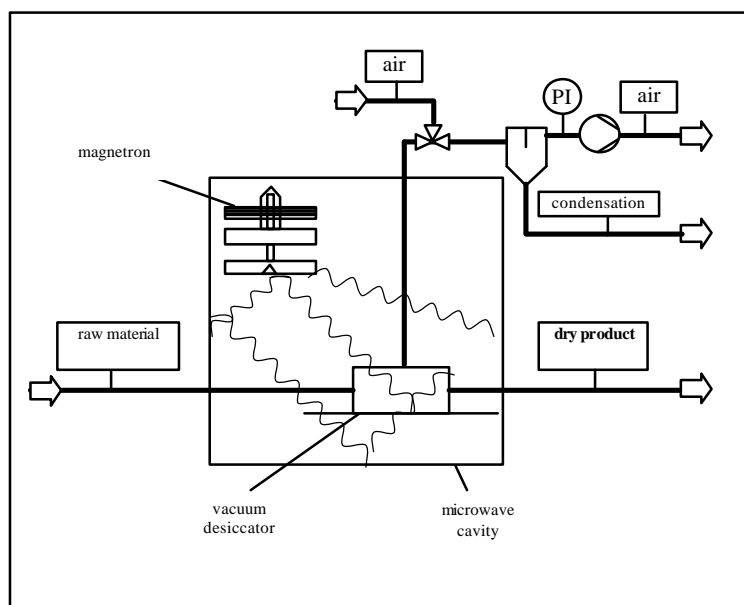 air
PI
air
magnetron
condensation
raw material
dry product
vacuum
desiccator
microwave
cavity